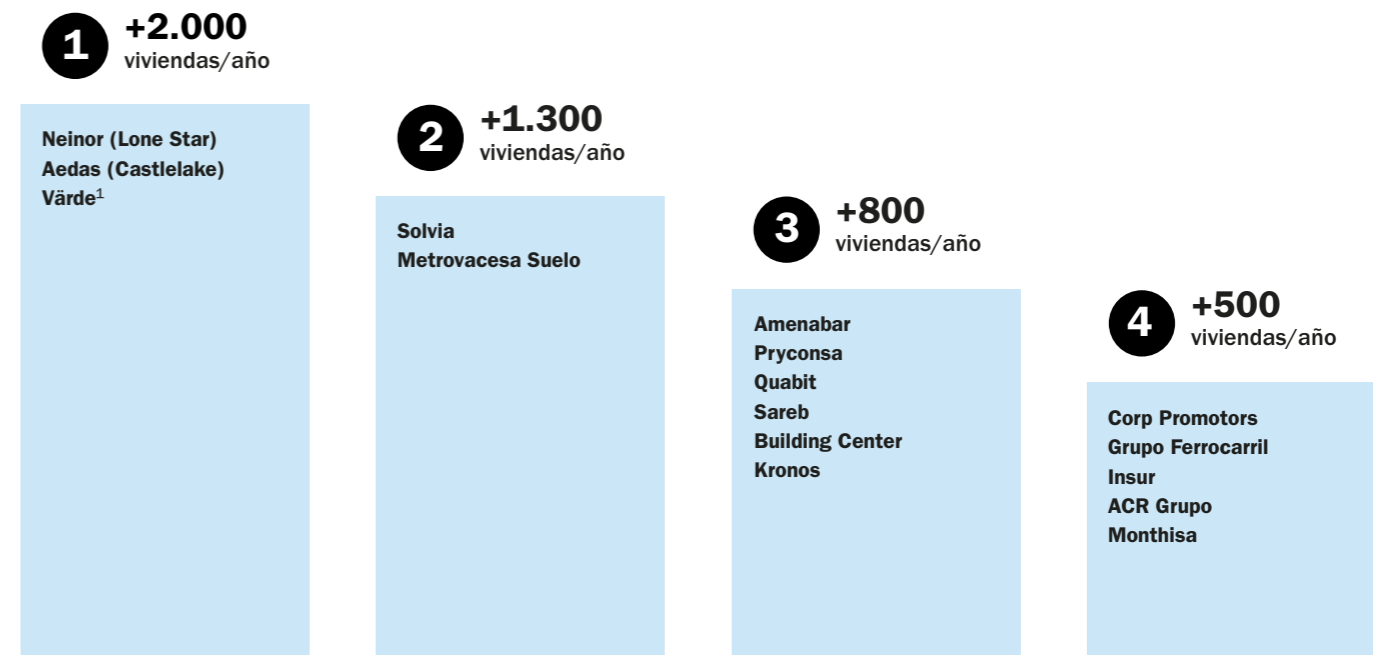 1
+2.000
viviendas/año
Neinor (Lone Star)
Aedas (Castlelake)
Värde¹
2
+1.300
viviendas/año
Solvia
Metrovacesa Suelo
3
+800
viviendas/año
Amenabar
Pryconsa
Quabit
Sareb
Building Center
Kronos
4
+500
viviendas/año
Corp Promotors
Grupo Ferrocarril
Insur
ACR Grupo
Monthisa